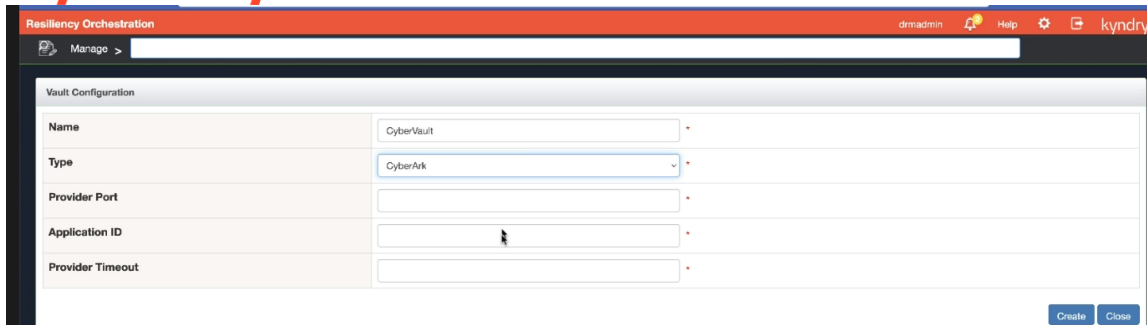 Resiliency Orchestration drmadmin Help kyndry
Manage >
Vault Configuration
Name CyberVault *
Type CyberArk *
Provider Port *
Application ID *
Provider Timeout *
Create Close